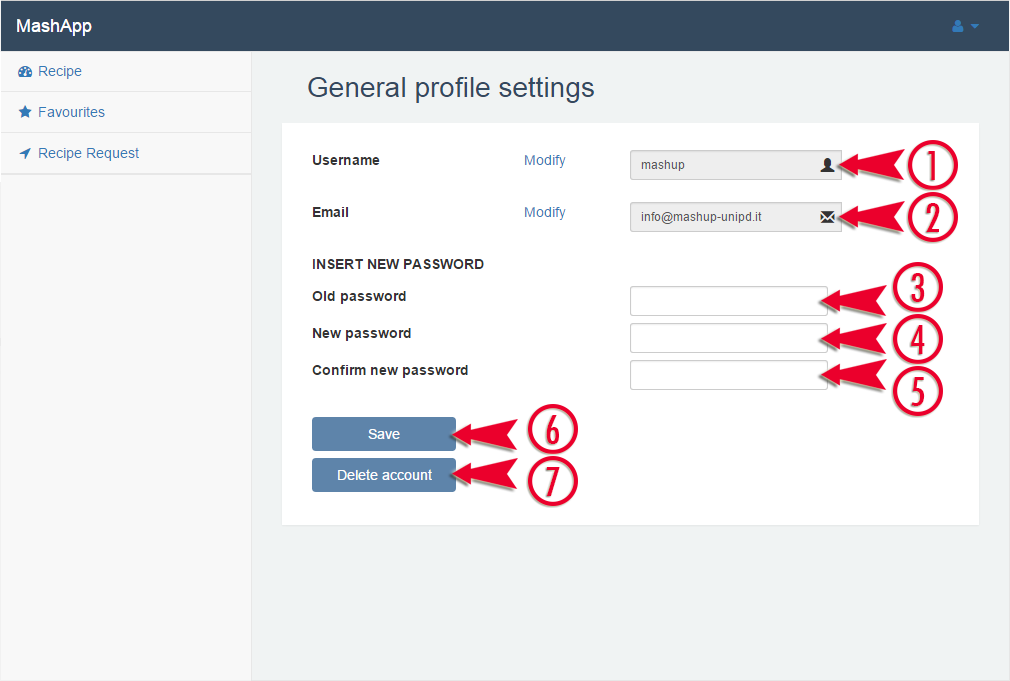 MashApp
Recipe
Favourites
Recipe Request
General profile settings
Username Modify mashup 1
Email Modify info@mashup-unipd.it 2
INSERT NEW PASSWORD
Old password 3
New password 4
Confirm new password 5
Save 6
Delete account 7